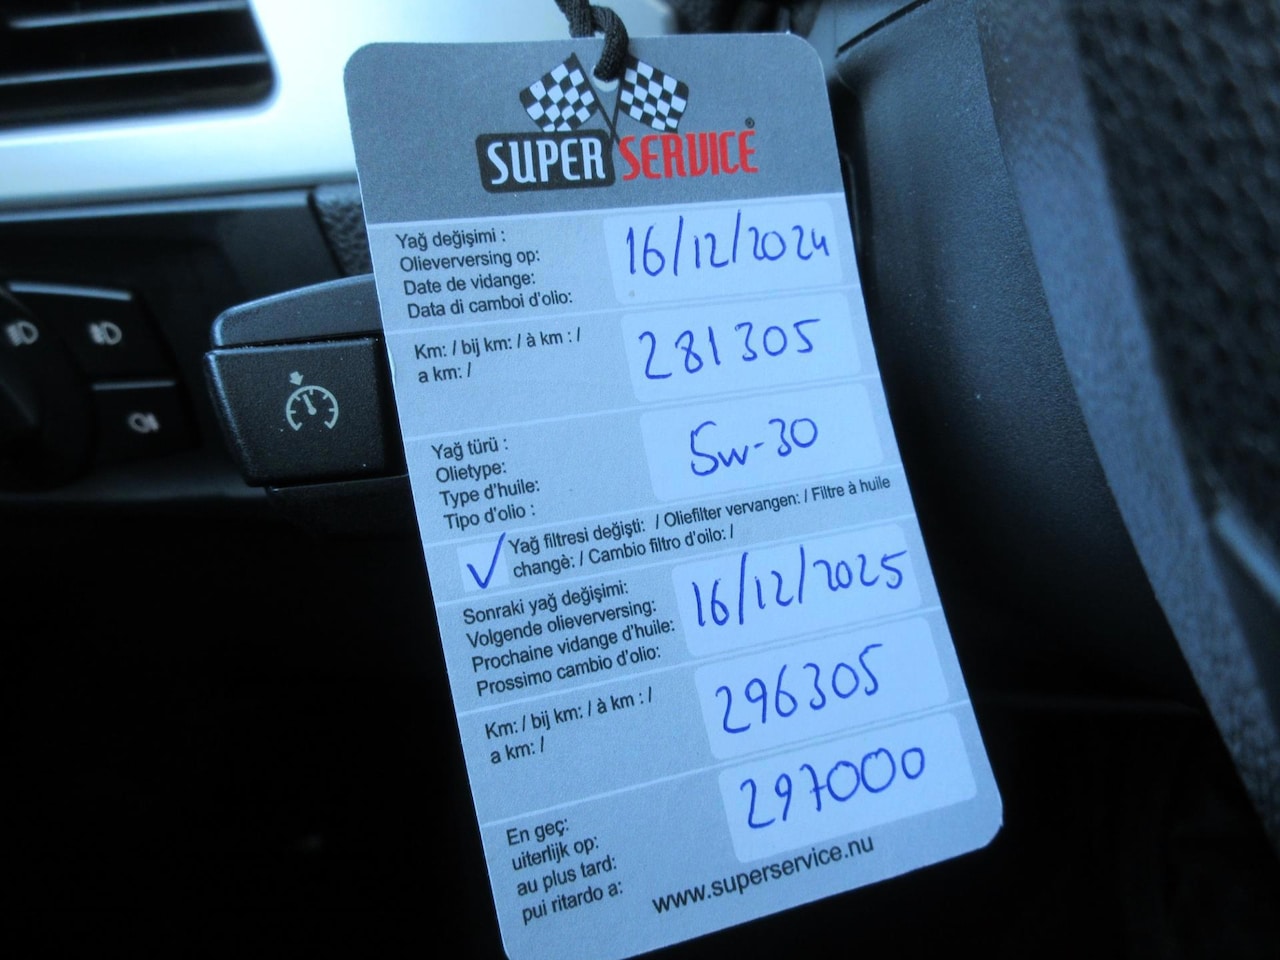 SUPER SERVICE®
Yağ değişimi :
Olieverversing op:
Date de vidange:
Data di camboi d'olio:
16/12/2024
Km: / bij km: / à km : /
a km: /
281305
Yağ türü :
Olietype:
Type d'huile:
Tipo d'olio :
5w-30
✓ Yağ filtresi değişti: / Oliefilter vervangen: / Filtre à huile
changè: / Cambio filtro d'oilo: /
Sonraki yağ değişimi:
Volgende olieverversing:
Prochaine vidange d'huile:
Prossimo cambio d'olio:
16/12/2025
Km: / bij km: / à km : /
a km: /
296305
En geç:
uiterlijk op:
au plus tard:
pui ritardo a:
297000
www.superservice.nu